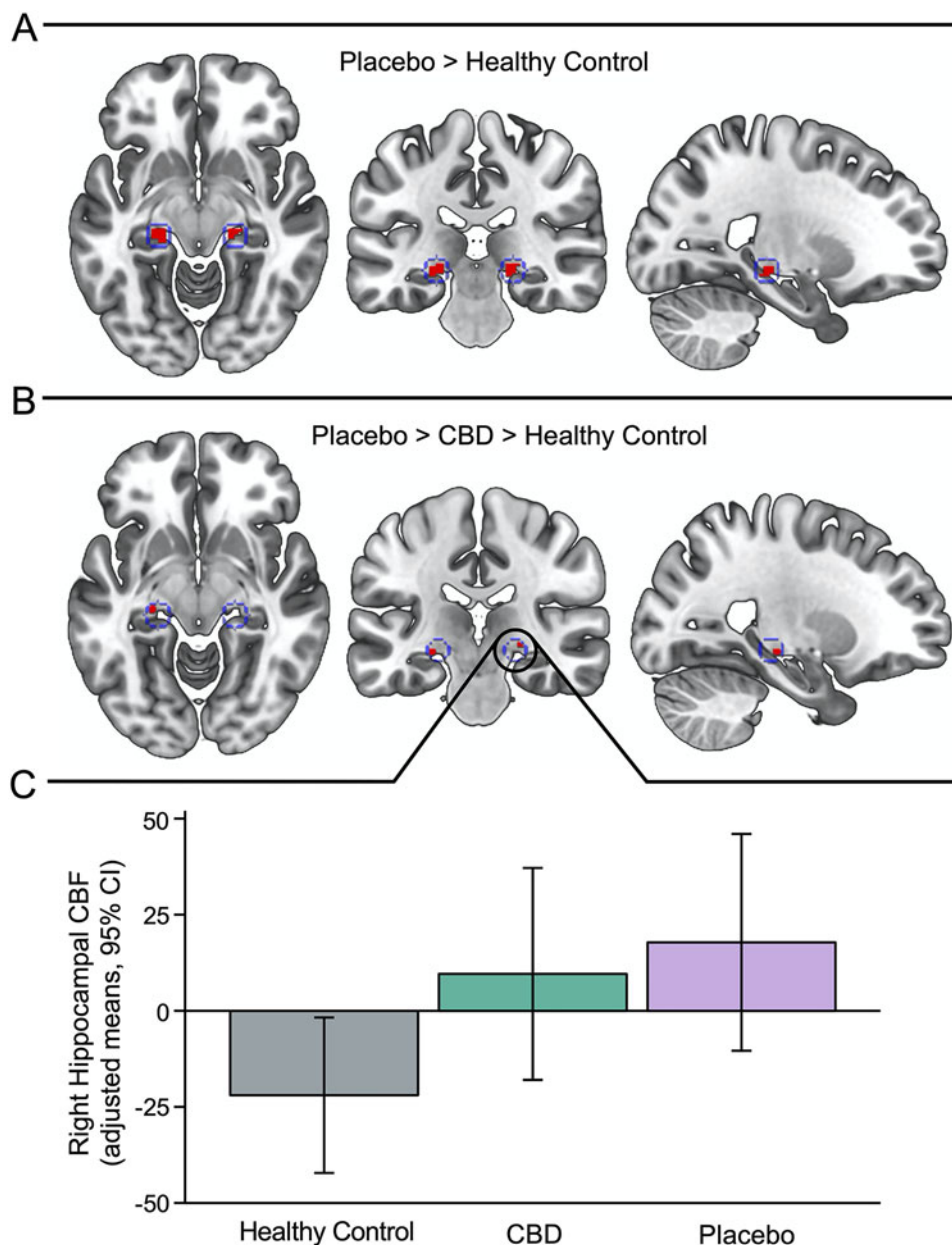 A
Placebo > Healthy Control
B
Placebo > CBD > Healthy Control
C
Right Hippocampal CBF
(adjusted means, 95% CI)
50
25
0
-25
-50
Healthy Control
CBD
Placebo